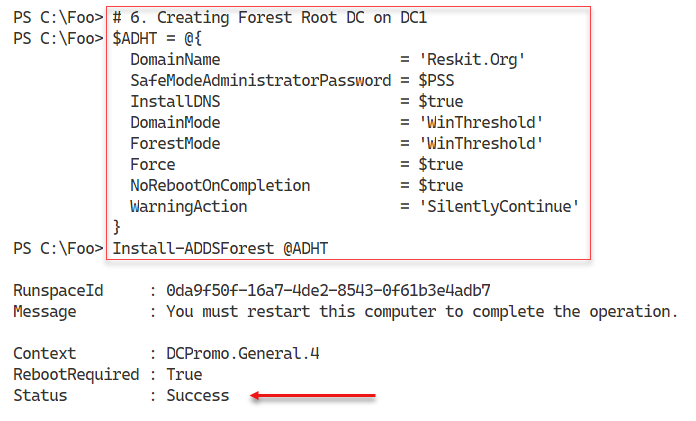 PS C:\Foo> # 6. Creating Forest Root DC on DC1
PS C:\Foo> $ADHT = @{
  DomainName                    = 'Reskit.Org'
  SafeModeAdministratorPassword = $PSS
  InstallDNS                    = $true
  DomainMode                    = 'WinThreshold'
  ForestMode                    = 'WinThreshold'
  Force                         = $true
  NoRebootOnCompletion          = $true
  WarningAction                 = 'SilentlyContinue'
}
PS C:\Foo> Install-ADDSForest @ADHT
RunspaceId     : 0da9f50f-16a7-4de2-8543-0f61b3e4adb7
Message        : You must restart this computer to complete the operation.
Context        : DCPromo.General.4
RebootRequired : True
Status         : Success